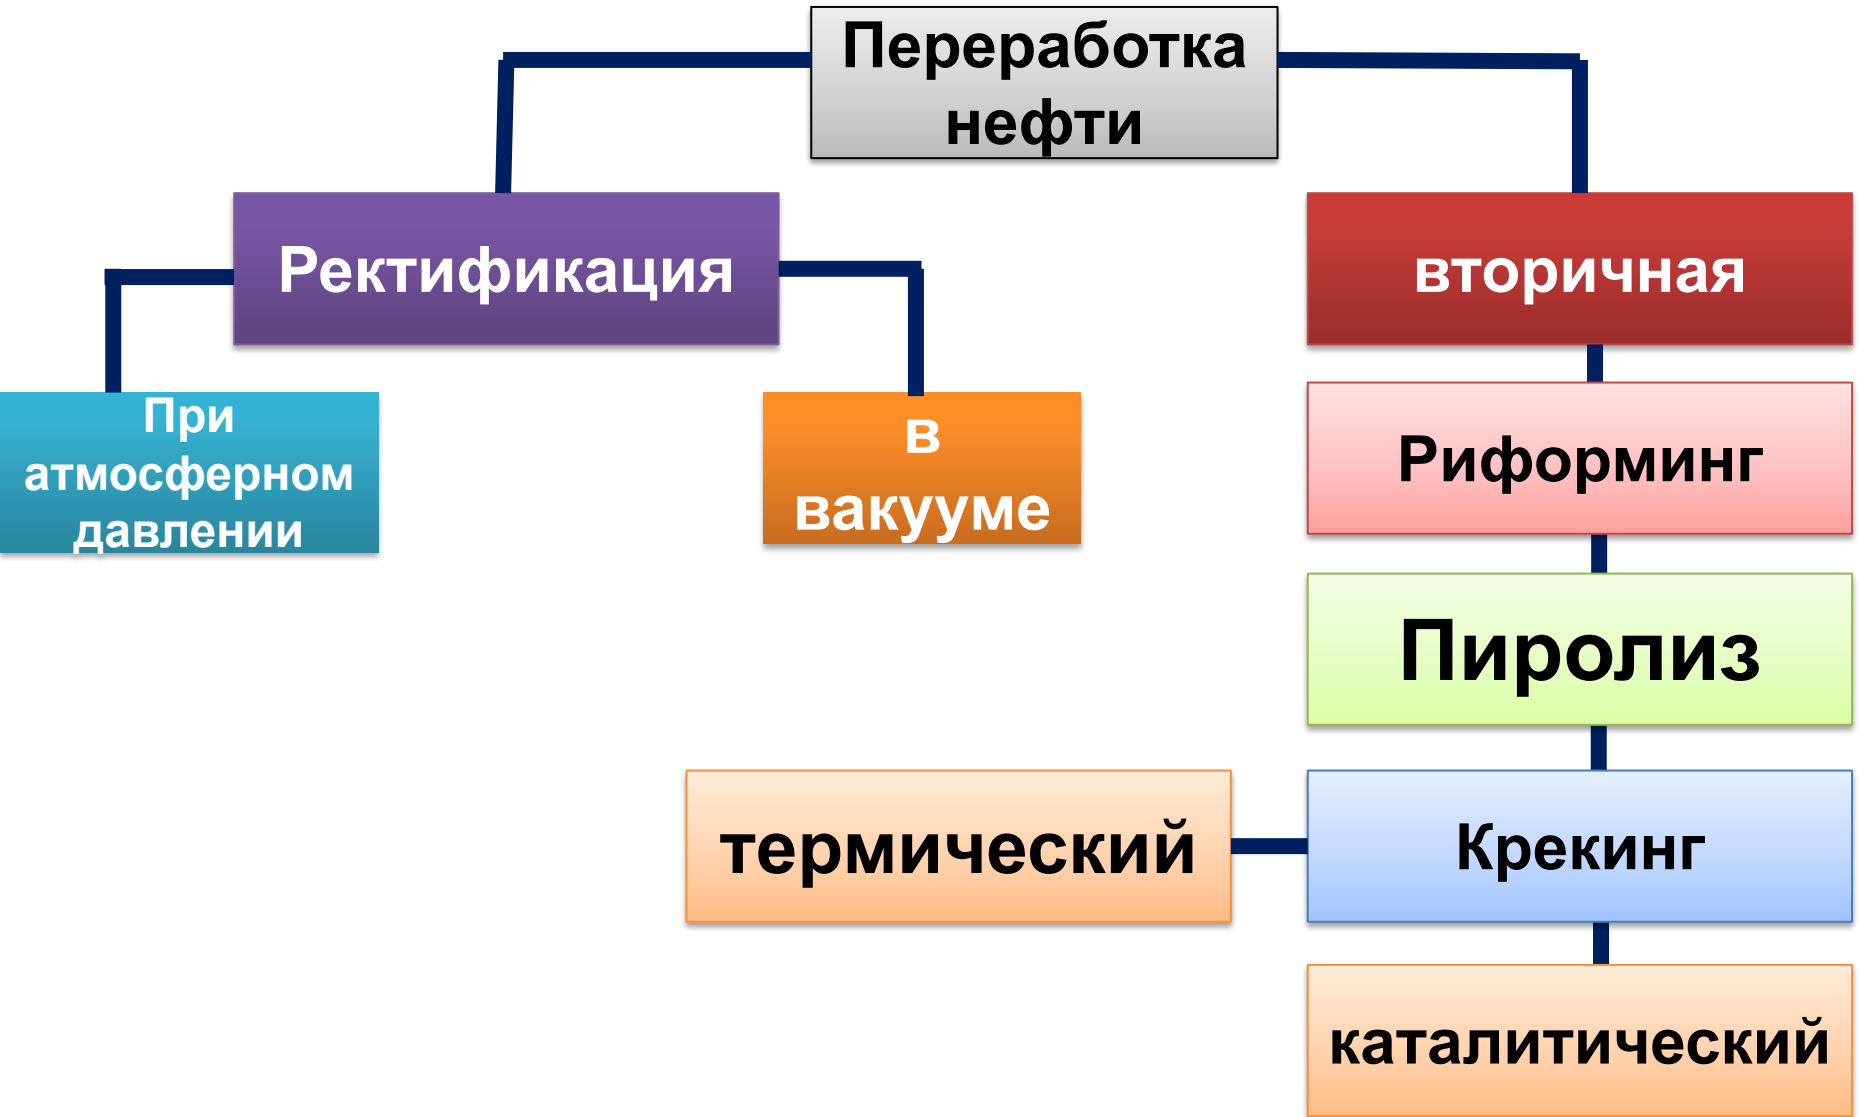 Переработка
нефти
Ректификация
вторичная
При
атмосферном
давлении
в
вакууме
Риформинг
Пиролиз
термический
Крекинг
каталитический